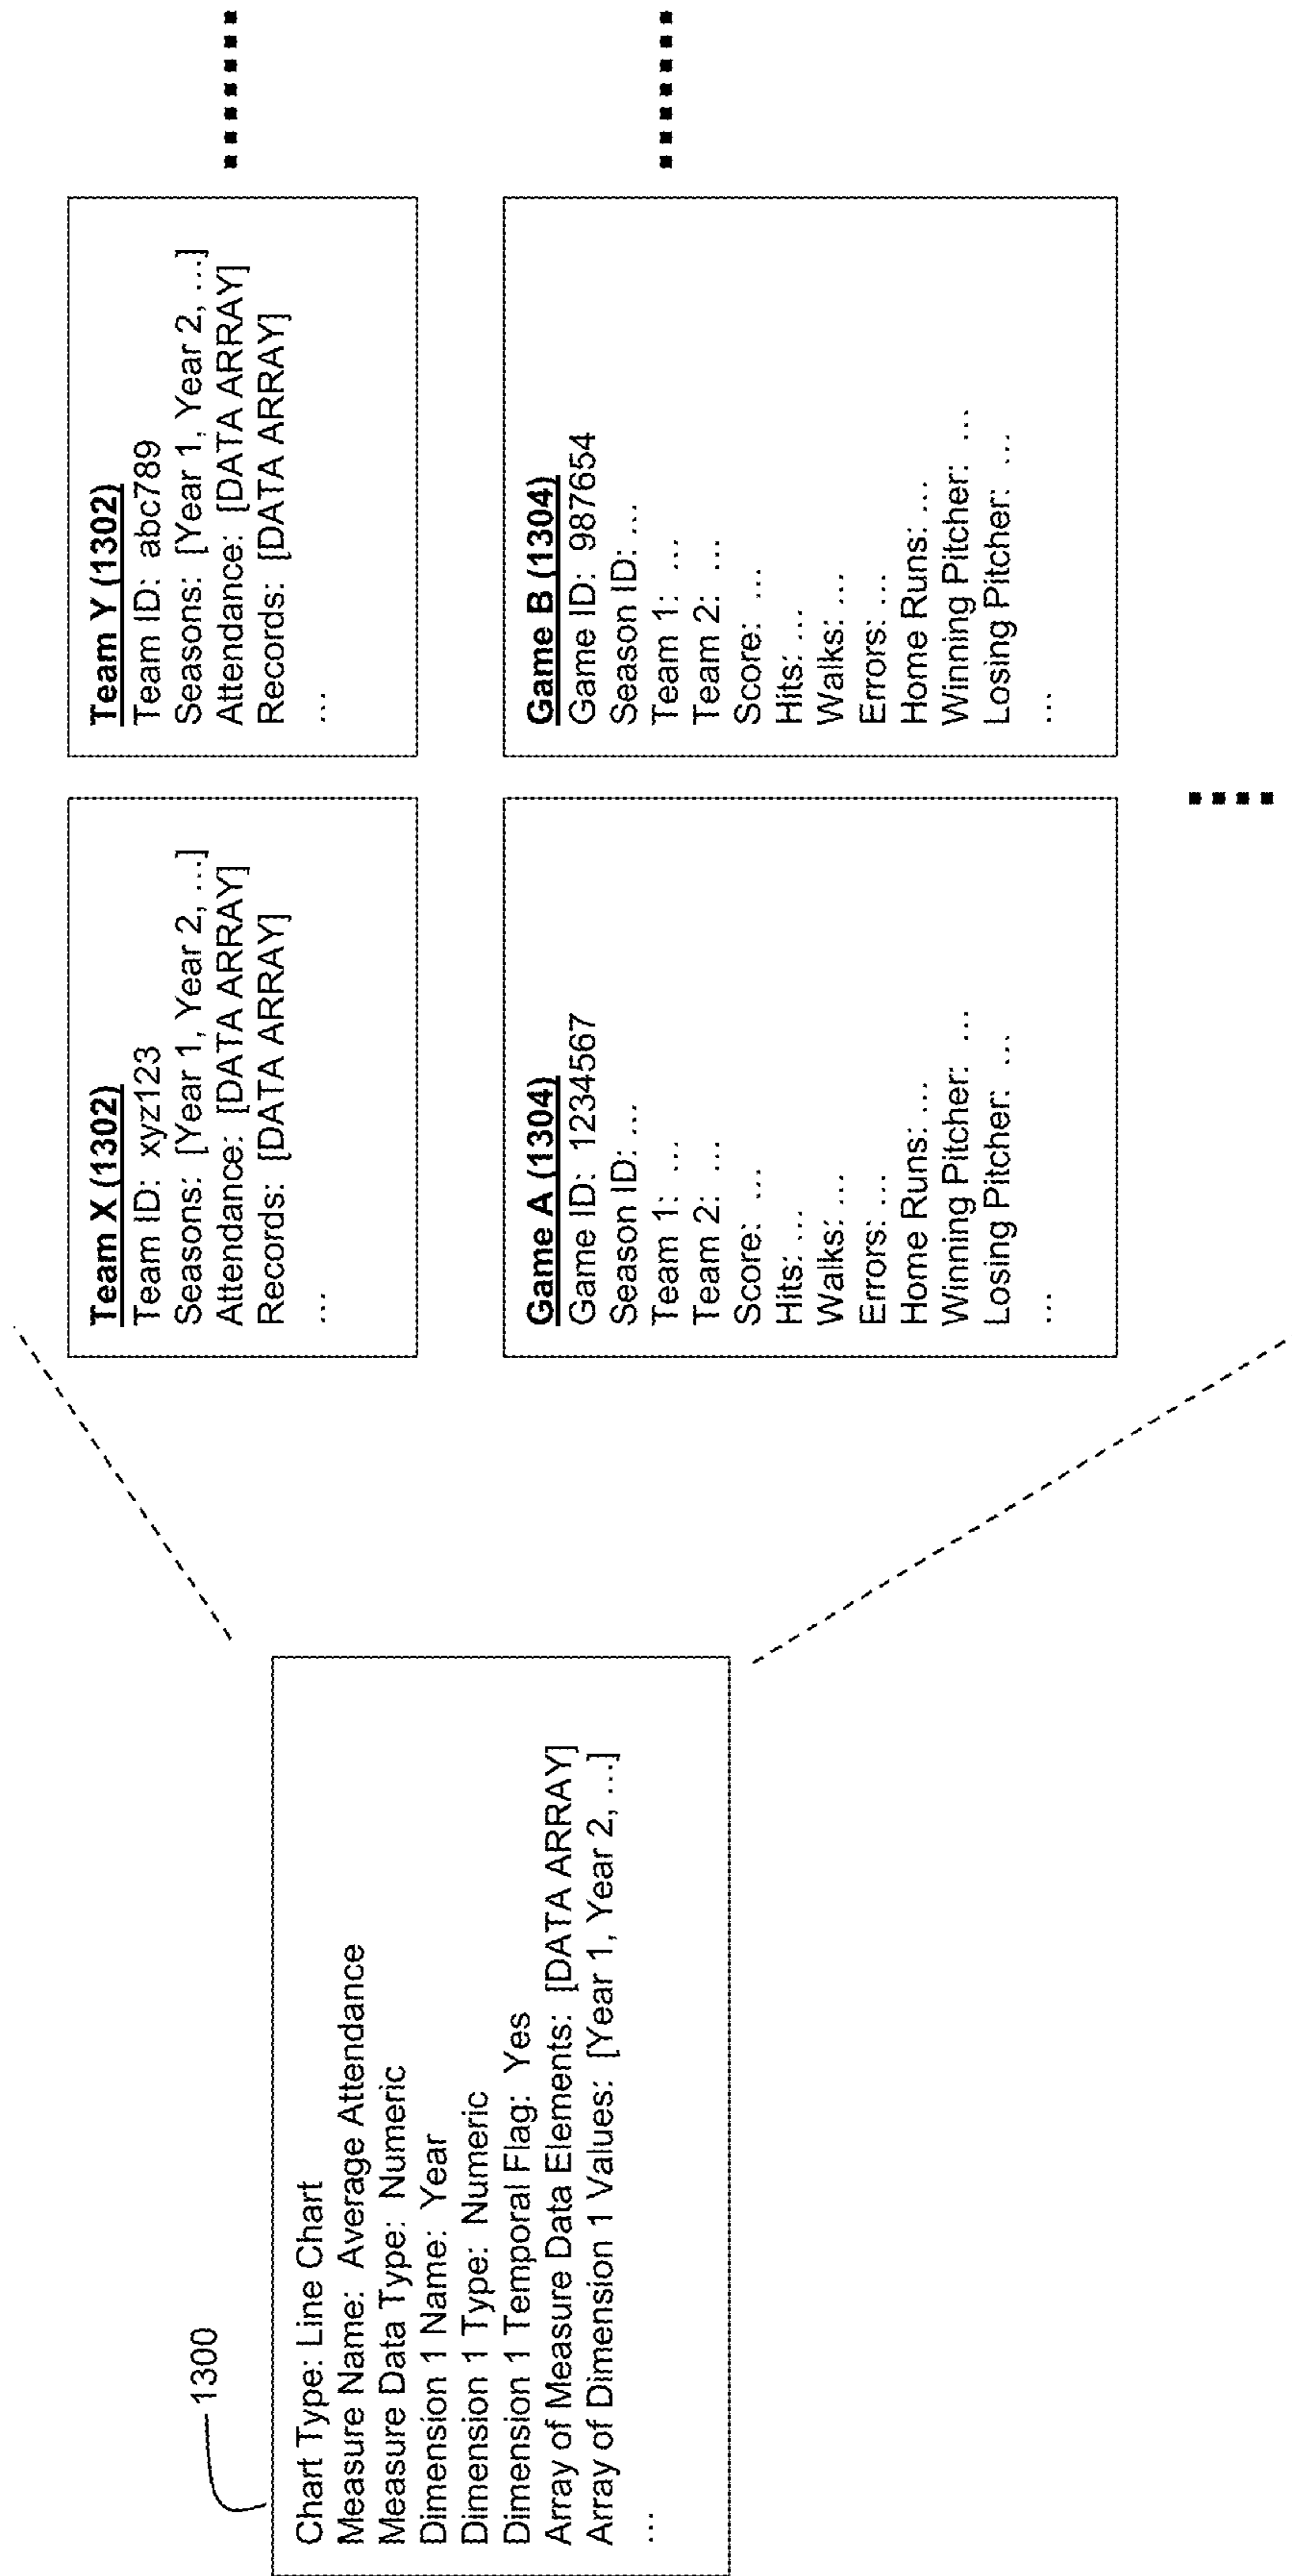 1300
Chart Type: Line Chart
Measure Name: Average Attendance
Measure Data Type: Numeric
Dimension 1 Name: Year
Dimension 1 Type: Numeric
Dimension 1 Temporal Flag: Yes
Array of Measure Data Elements: [DATA ARRAY]
Array of Dimension 1 Values: [Year 1, Year 2, ...]
...
Team X (1302)
Team ID: xyz123
Seasons: [Year 1, Year 2, ...]
Attendance: [DATA ARRAY]
Records: [DATA ARRAY]
...
Team Y (1302)
Team ID: abc789
Seasons: [Year 1, Year 2, ...]
Attendance: [DATA ARRAY]
Records: [DATA ARRAY]
...
Game A (1304)
Game ID: 1234567
Season ID: ...
Team 1: ...
Team 2: ...
Score: ...
Hits: ...
Walks: ...
Errors: ...
Home Runs: ...
Winning Pitcher: ...
Losing Pitcher: ...
...
Game B (1304)
Game ID: 987654
Season ID: ...
Team 1: ...
Team 2: ...
Score: ...
Hits: ...
Walks: ...
Errors: ...
Home Runs: ...
Winning Pitcher: ...
Losing Pitcher: ...
...